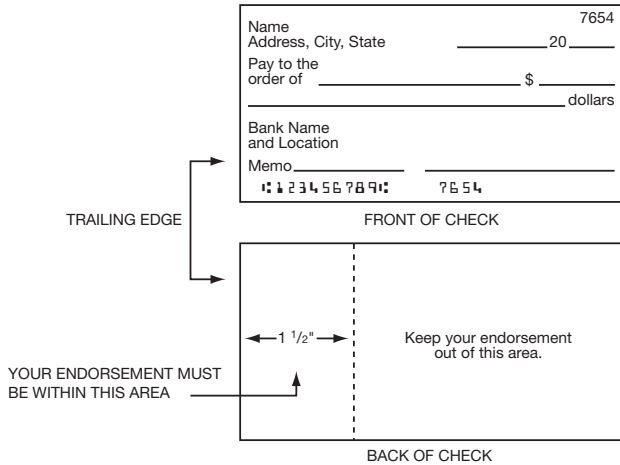 7654
Name
Address, City, State 20
Pay to the
order of $
dollars
Bank Name
and Location
Memo
⑆123456789⑆ 7654
TRAILING EDGE
FRONT OF CHECK
1 1/2"
Keep your endorsement
out of this area.
YOUR ENDORSEMENT MUST
BE WITHIN THIS AREA
BACK OF CHECK